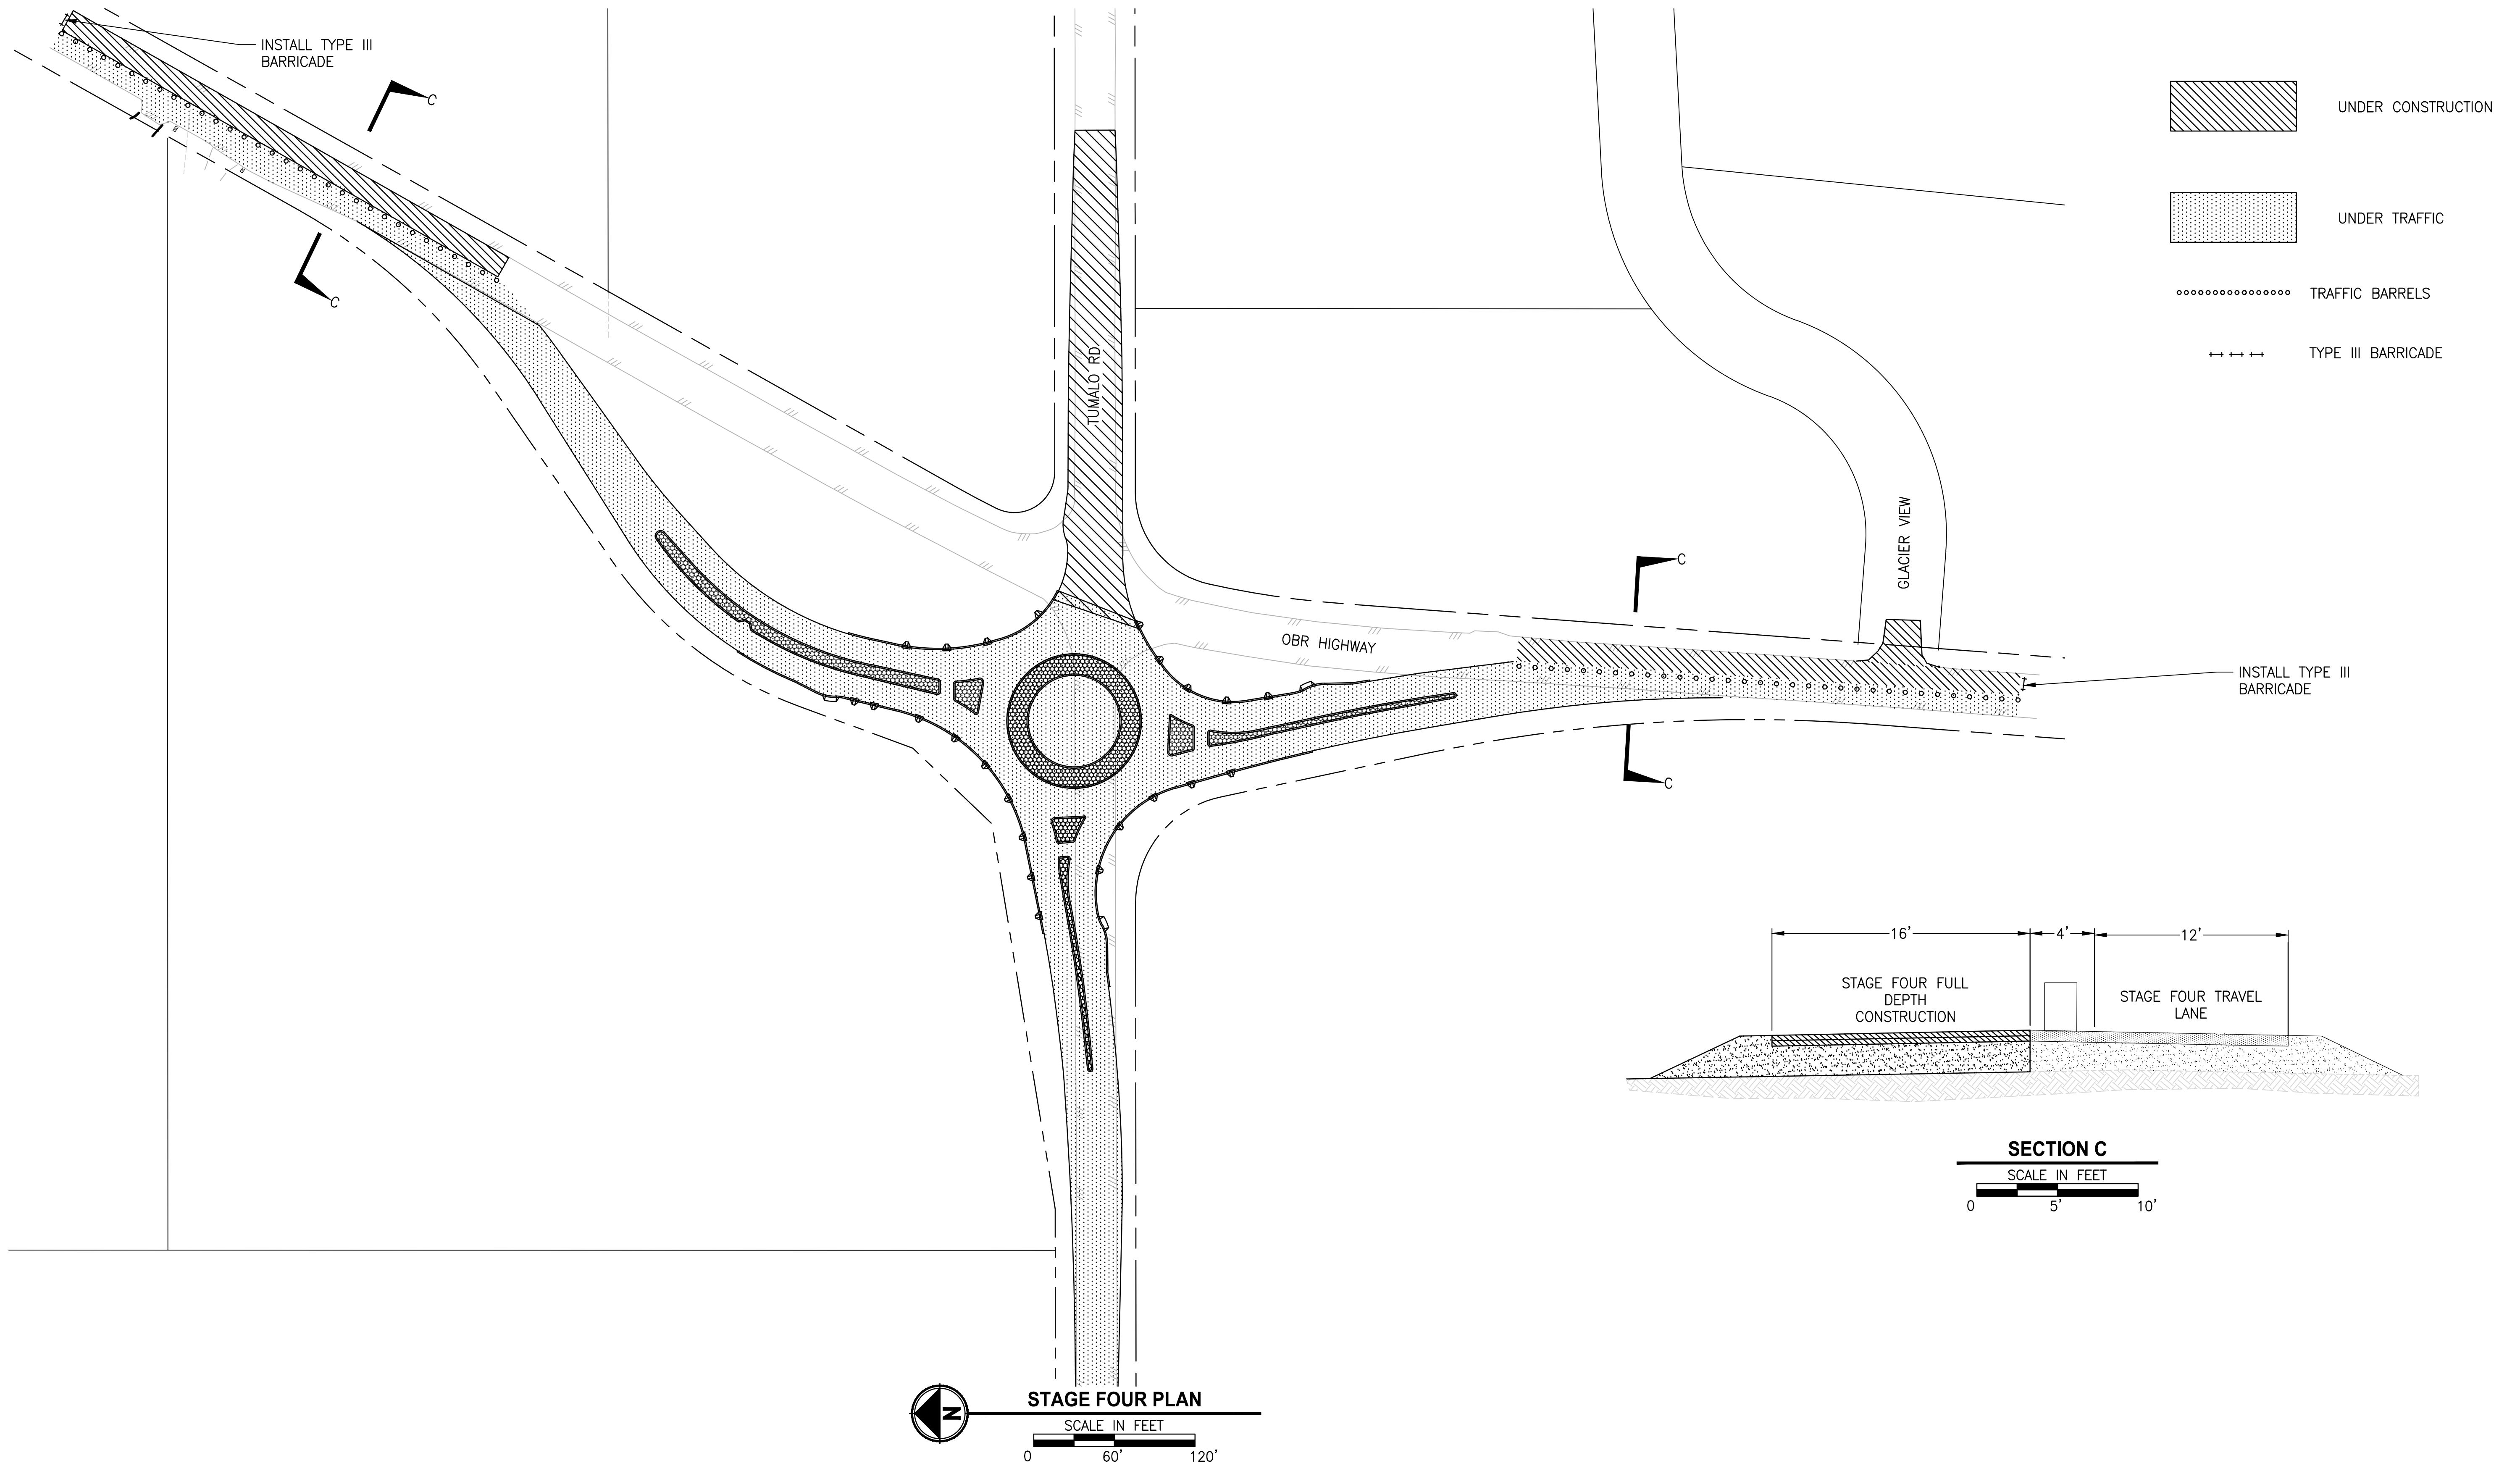 INSTALL TYPE III
BARRICADE
C
C
UNDER CONSTRUCTION
UNDER TRAFFIC
TRAFFIC BARRELS
TYPE III BARRICADE
TUMALO RD
GLACIER VIEW
OBR HIGHWAY
C
C
INSTALL TYPE III
BARRICADE
16'
4'
12'
STAGE FOUR FULL
DEPTH
CONSTRUCTION
STAGE FOUR TRAVEL
LANE
SECTION C
SCALE IN FEET
0 5' 10'
N
STAGE FOUR PLAN
SCALE IN FEET
0 60' 120'